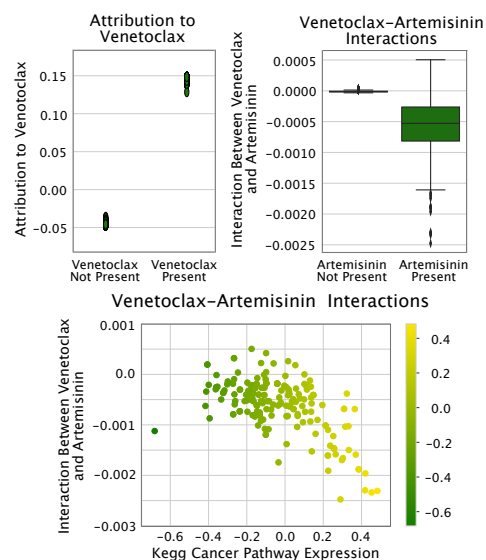 Attribution to
Venetoclax
Attribution to Venotoclax
0.15
0.10
0.05
0.00
−0.05
Venetoclax
Not Present
Venetoclax
Present
Venetoclax–Artemisinin
Interactions
Interaction Between Venetoclax
and Artemisinin
0.0005
0.0000
−0.0005
−0.0010
−0.0015
−0.0020
−0.0025
Artemisinin
Not Present
Artemisinin
Present
Venetoclax–Artemisinin Interactions
Interaction Between Venetoclax
and Artemisinin
0.001
0.0
−0.001
−0.002
−0.003
-0.6
-0.4
-0.2
0.0
0.2
0.4
Kegg Cancer Pathway Expression
0.4
0.2
0.0
−0.2
−0.4
−0.6